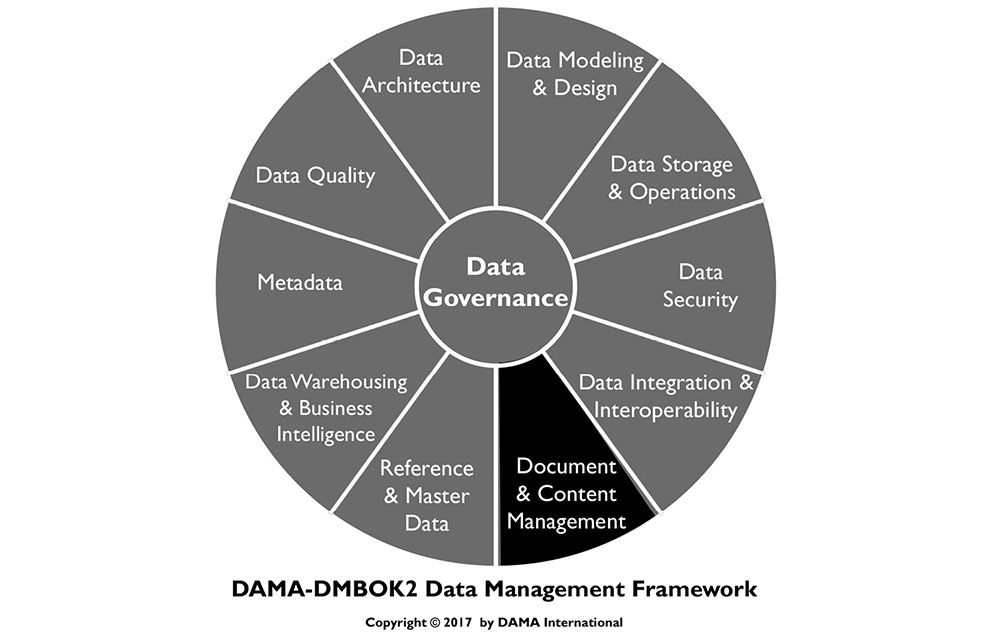 Data
Architecture
Data Modeling
& Design
Data Storage
& Operations
Data
Security
Data Integration &
Interoperability
Document
& Content
Management
Reference
& Master
Data
Data Warehousing
& Business
Intelligence
Metadata
Data Quality
Data
Governance
DAMA-DMBOK2 Data Management Framework
Copyright © 2017 by DAMA International